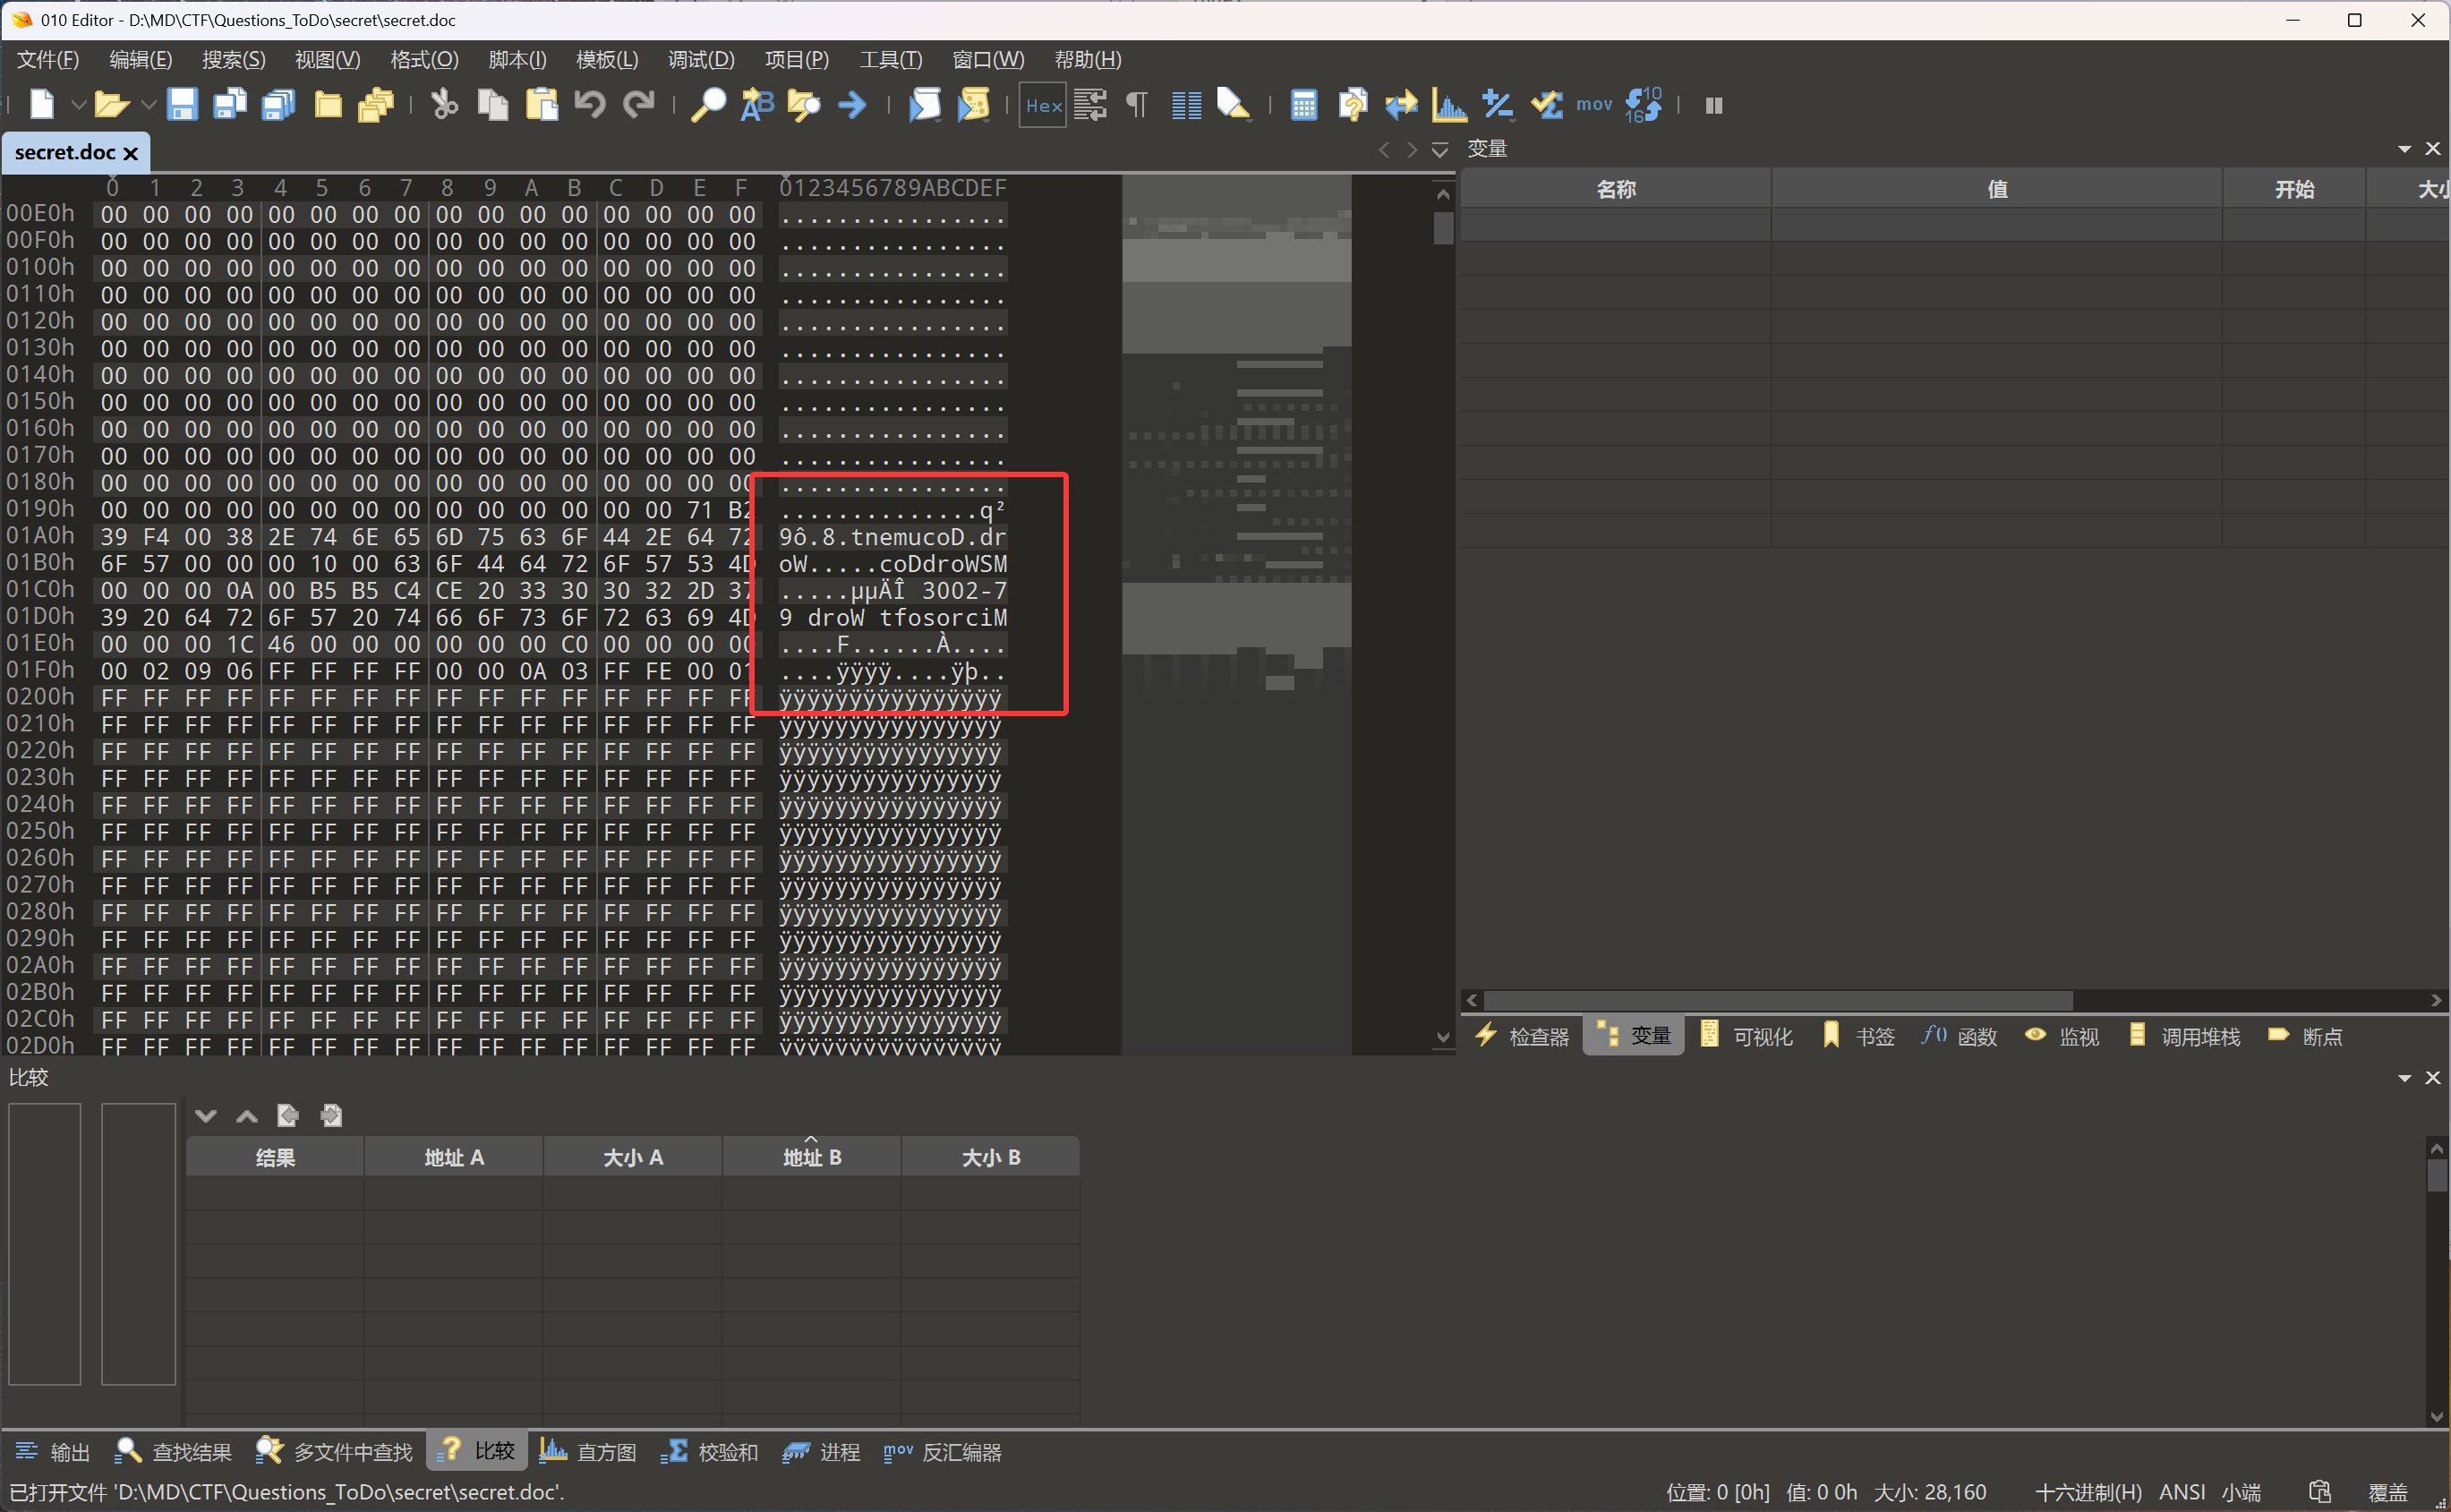 010 Editor - D:\MD\CTF\Questions_ToDo\secret\secret.doc
文件(F) 编辑(E) 搜索(S) 视图(V) 格式(O) 脚本(I) 模板(L) 调试(D) 项目(P) 工具(T) 窗口(W) 帮助(H)
Hex mov
secret.doc
变量
名称 值 开始 大小
0 1 2 3 4 5 6 7 8 9 A B C D E F 0123456789ABCDEF
00E0h 00 00 00 00 00 00 00 00 00 00 00 00 00 00 00 00 ................
00F0h 00 00 00 00 00 00 00 00 00 00 00 00 00 00 00 00 ................
0100h 00 00 00 00 00 00 00 00 00 00 00 00 00 00 00 00 ................
0110h 00 00 00 00 00 00 00 00 00 00 00 00 00 00 00 00 ................
0120h 00 00 00 00 00 00 00 00 00 00 00 00 00 00 00 00 ................
0130h 00 00 00 00 00 00 00 00 00 00 00 00 00 00 00 00 ................
0140h 00 00 00 00 00 00 00 00 00 00 00 00 00 00 00 00 ................
0150h 00 00 00 00 00 00 00 00 00 00 00 00 00 00 00 00 ................
0160h 00 00 00 00 00 00 00 00 00 00 00 00 00 00 00 00 ................
0170h 00 00 00 00 00 00 00 00 00 00 00 00 00 00 00 00 ................
0180h 00 00 00 00 00 00 00 00 00 00 00 00 00 00 00 00 ................
0190h 00 00 00 00 00 00 00 00 00 00 00 00 00 00 71 B2 ..............q²
01A0h 39 F4 00 38 2E 74 6E 65 6D 75 63 6F 44 2E 64 72 9ô.8.tnemucoD.dr
01B0h 6F 57 00 00 00 10 00 63 6F 44 64 72 6F 57 53 4D oW.....coDdroWSM
01C0h 00 00 00 0A 00 B5 B5 C4 CE 20 33 30 30 32 2D 37 .....µµÄÎ 3002-7
01D0h 39 20 64 72 6F 57 20 74 66 6F 73 6F 72 63 69 4D 9 droW tfosorciM
01E0h 00 00 00 1C 46 00 00 00 00 00 00 C0 00 00 00 00 ....F......À....
01F0h 00 02 09 06 FF FF FF FF 00 00 0A 03 FF FE 00 01 ....ÿÿÿÿ....ÿþ..
0200h FF FF FF FF FF FF FF FF FF FF FF FF FF FF FF FF ÿÿÿÿÿÿÿÿÿÿÿÿÿÿÿÿ
0210h FF FF FF FF FF FF FF FF FF FF FF FF FF FF FF FF ÿÿÿÿÿÿÿÿÿÿÿÿÿÿÿÿ
0220h FF FF FF FF FF FF FF FF FF FF FF FF FF FF FF FF ÿÿÿÿÿÿÿÿÿÿÿÿÿÿÿÿ
0230h FF FF FF FF FF FF FF FF FF FF FF FF FF FF FF FF ÿÿÿÿÿÿÿÿÿÿÿÿÿÿÿÿ
0240h FF FF FF FF FF FF FF FF FF FF FF FF FF FF FF FF ÿÿÿÿÿÿÿÿÿÿÿÿÿÿÿÿ
0250h FF FF FF FF FF FF FF FF FF FF FF FF FF FF FF FF ÿÿÿÿÿÿÿÿÿÿÿÿÿÿÿÿ
0260h FF FF FF FF FF FF FF FF FF FF FF FF FF FF FF FF ÿÿÿÿÿÿÿÿÿÿÿÿÿÿÿÿ
0270h FF FF FF FF FF FF FF FF FF FF FF FF FF FF FF FF ÿÿÿÿÿÿÿÿÿÿÿÿÿÿÿÿ
0280h FF FF FF FF FF FF FF FF FF FF FF FF FF FF FF FF ÿÿÿÿÿÿÿÿÿÿÿÿÿÿÿÿ
0290h FF FF FF FF FF FF FF FF FF FF FF FF FF FF FF FF ÿÿÿÿÿÿÿÿÿÿÿÿÿÿÿÿ
02A0h FF FF FF FF FF FF FF FF FF FF FF FF FF FF FF FF ÿÿÿÿÿÿÿÿÿÿÿÿÿÿÿÿ
02B0h FF FF FF FF FF FF FF FF FF FF FF FF FF FF FF FF ÿÿÿÿÿÿÿÿÿÿÿÿÿÿÿÿ
02C0h FF FF FF FF FF FF FF FF FF FF FF FF FF FF FF FF ÿÿÿÿÿÿÿÿÿÿÿÿÿÿÿÿ
02D0h FF FF FF FF FF FF FF FF FF FF FF FF FF FF FF FF ÿÿÿÿÿÿÿÿÿÿÿÿÿÿÿÿ
检查器 变量 可视化 书签 函数 监视 调用堆栈 断点
比较
结果 地址 A 大小 A 地址 B 大小 B
输出 查找结果 多文件中查找 比较 直方图 校验和 进程 mov 反汇编器
已打开文件 'D:\MD\CTF\Questions_ToDo\secret\secret.doc'.
位置: 0 [0h] 值: 0 0h 大小: 28,160 十六进制(H) ANSI 小端 覆盖